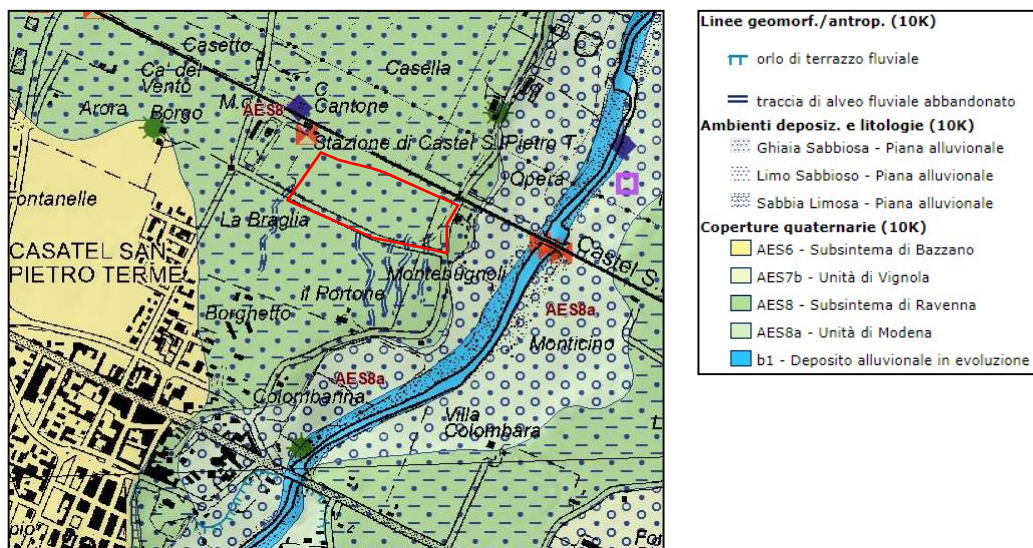 Casetto
Ca' del
Vento
Casella
Arora
Borgo
C.
Cantone
AES8
Stazione di Castel S. Pietro T.
Opera
Fontanelle
La Braglia
CASATEL SAN
PIETRO TERME
Castel S.
Montebugnoli
il Portone
AES8a
Borghetto
Monticino
AES8a
Colombarina
Villa
Colombara
L
For
Linee geomorf./antrop. (10K)
orlo di terrazzo fluviale
traccia di alveo fluviale abbandonato
Ambienti deposiz. e litologie (10K)
Ghiaia Sabbiosa - Piana alluvionale
Limo Sabbioso - Piana alluvionale
Sabbia Limosa - Piana alluvionale
Coperture quaternarie (10K)
AES6 - Subsintema di Bazzano
AES7b - Unità di Vignola
AES8 - Subsintema di Ravenna
AES8a - Unità di Modena
b1 - Deposito alluvionale in evoluzione